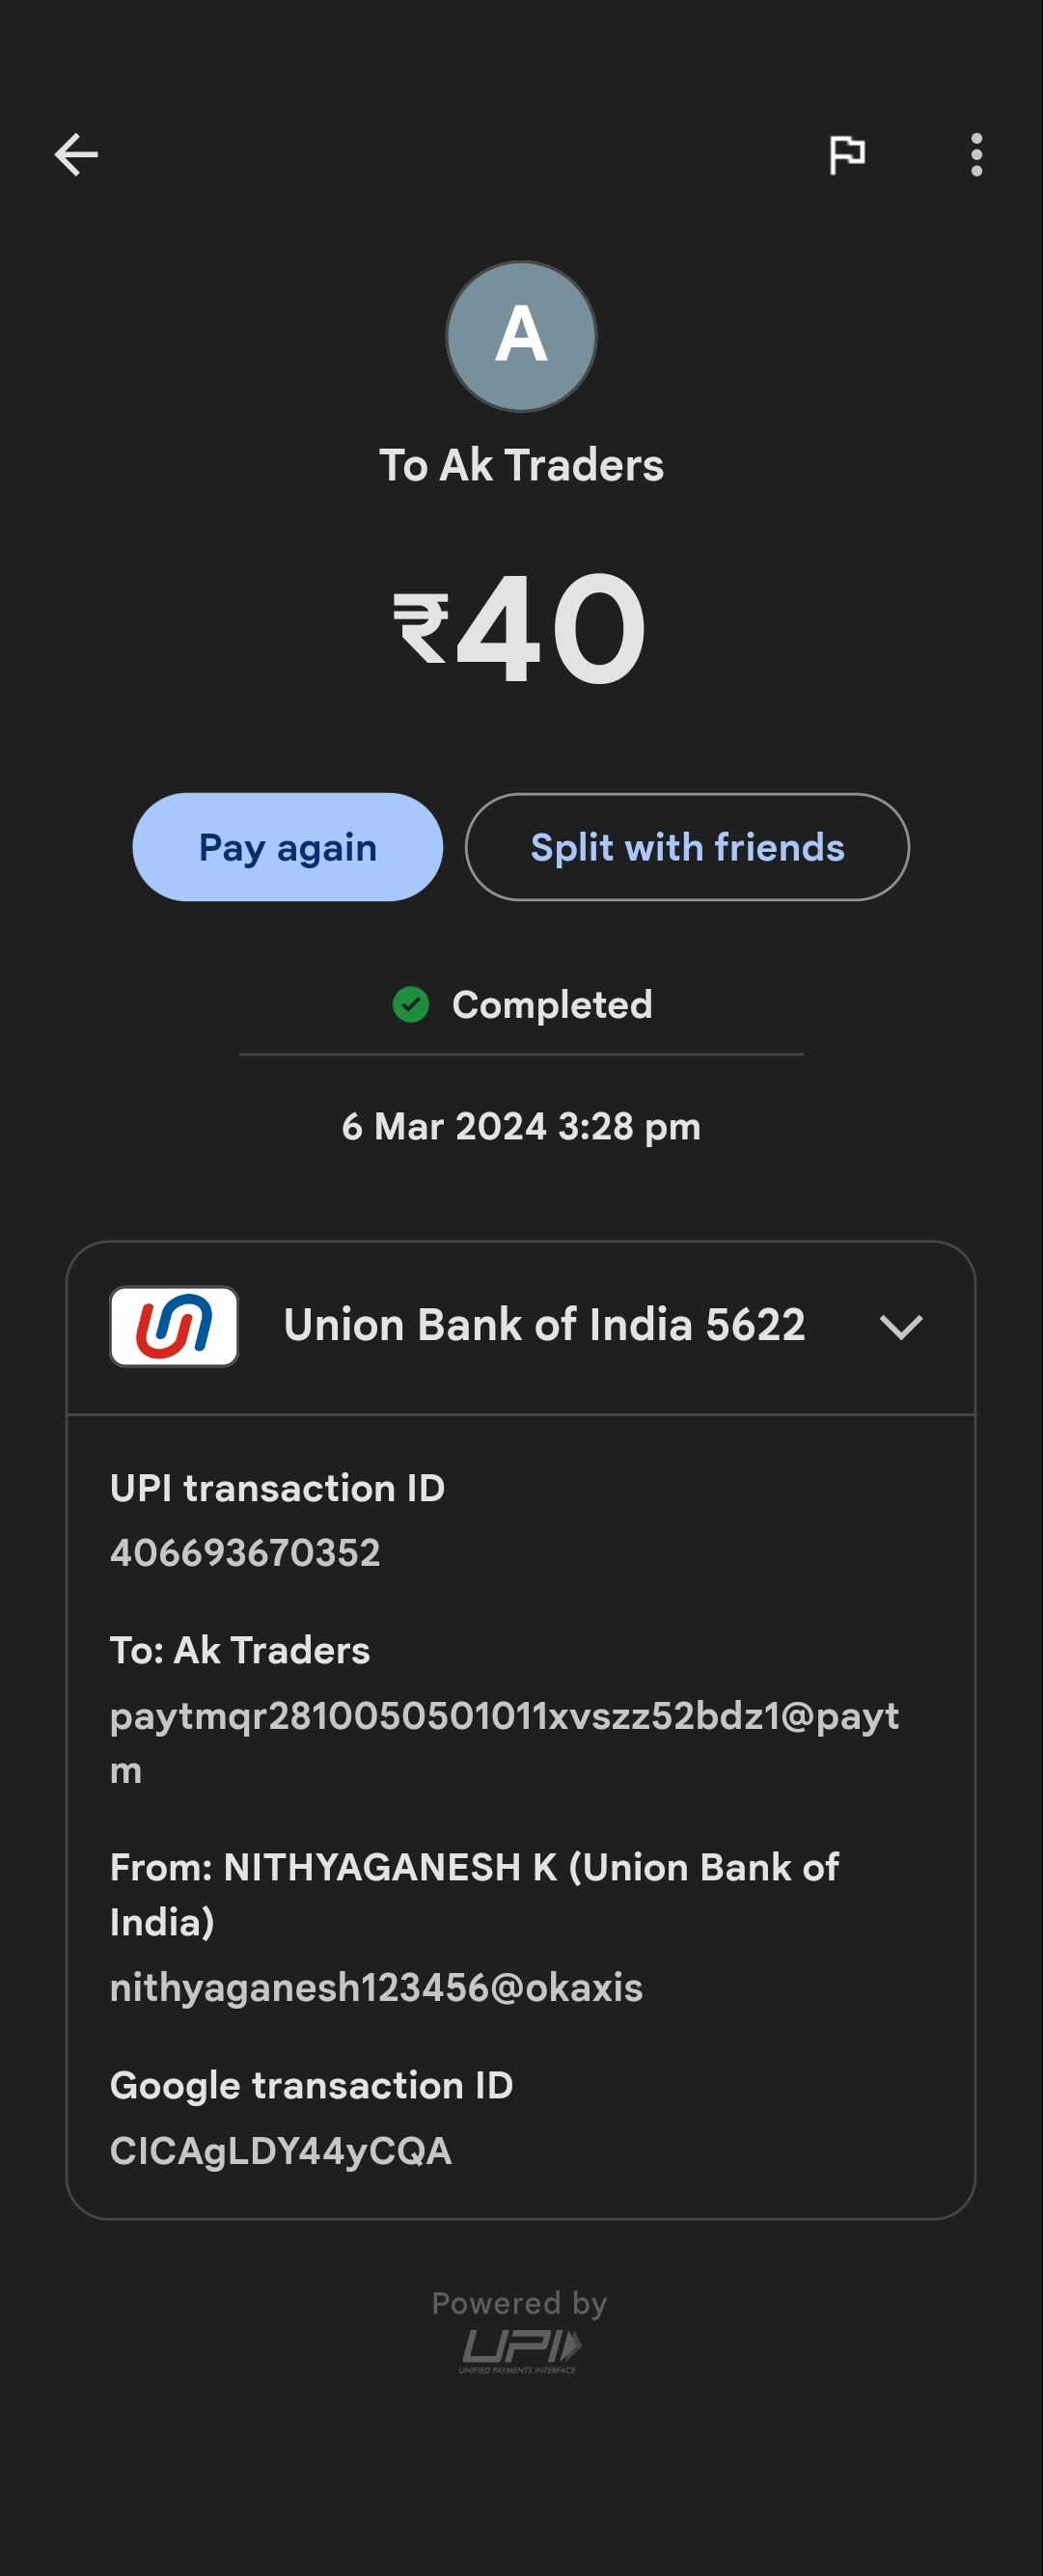 A
To Ak Traders
₹40
Pay again
Split with friends
Completed
6 Mar 2024 3:28 pm
Union Bank of India 5622
UPI transaction ID
406693670352
To: Ak Traders
paytmqr2810050501011xvszz52bdz1@payt
m
From: NITHYAGANESH K (Union Bank of
India)
nithyaganesh123456@okaxis
Google transaction ID
CICAgLDY44yCQA
Powered by
UPI
UNIFIED PAYMENTS INTERFACE